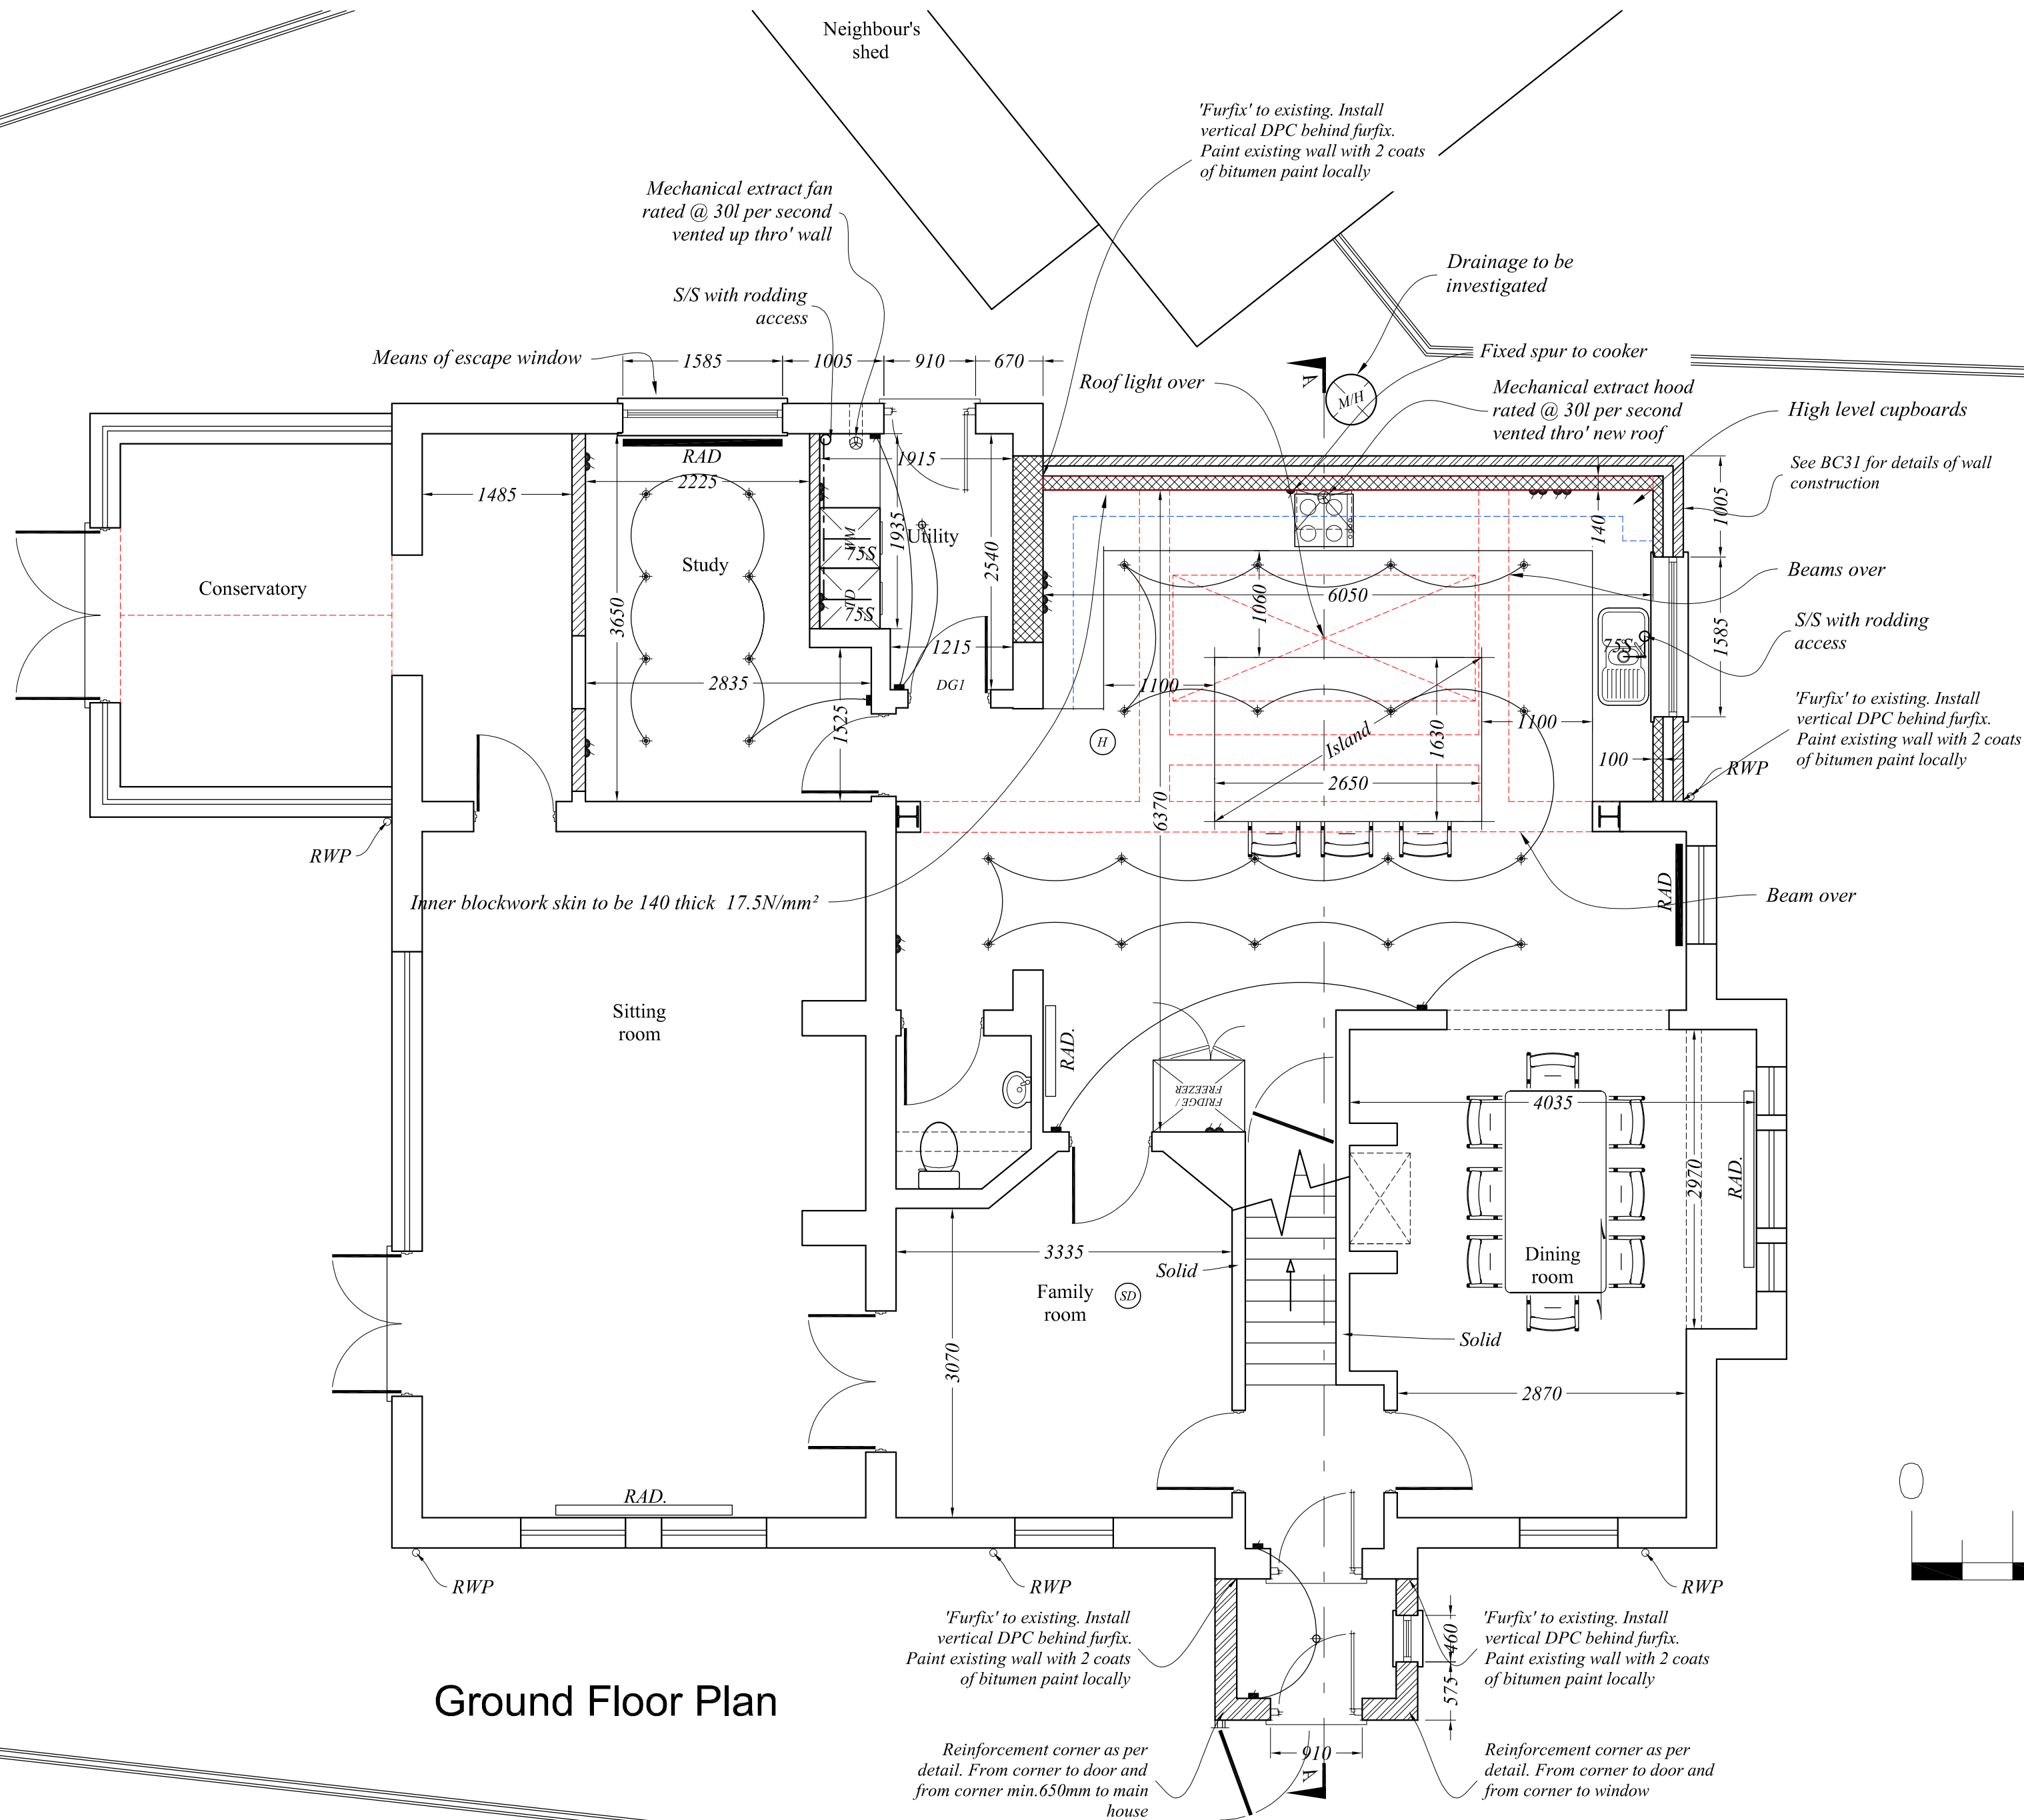 Neighbour's
shed
'Furfix' to existing. Install
vertical DPC behind furfix.
Paint existing wall with 2 coats
of bitumen paint locally
Mechanical extract fan
rated @ 30l per second
vented up thro' wall
S/S with rodding
access
Drainage to be
investigated
Means of escape window
1585
1005
910
670
Roof light over
A
M/H
Fixed spur to cooker
Mechanical extract hood
rated @ 30l per second
vented thro' new roof
High level cupboards
See BC31 for details of wall
construction
RAD
1915
1485
2225
1935
2540
140
1005
Utility
WM
75S
Study
Conservatory
TD
75S
3650
1060
6050
Beams over
1585
S/S with rodding
access
75S
1215
DG1
2835
1100
1525
H
Island
1630
1100
100
'Furfix' to existing. Install
vertical DPC behind furfix.
Paint existing wall with 2 coats
of bitumen paint locally
RWP
2650
6370
RWP
Inner blockwork skin to be 140 thick 17.5N/mm²
RAD
Beam over
Sitting
room
RAD.
FRIDGE /
FREEZER
4035
2970
RAD.
3335
Solid
Family
room
SD
Dining
room
Solid
3070
2870
RAD.
0
RWP
RWP
RWP
'Furfix' to existing. Install
vertical DPC behind furfix.
Paint existing wall with 2 coats
of bitumen paint locally
460
575
'Furfix' to existing. Install
vertical DPC behind furfix.
Paint existing wall with 2 coats
of bitumen paint locally
Ground Floor Plan
Reinforcement corner as per
detail. From corner to door and
from corner min.650mm to main
house
910
A
Reinforcement corner as per
detail. From corner to door and
from corner to window